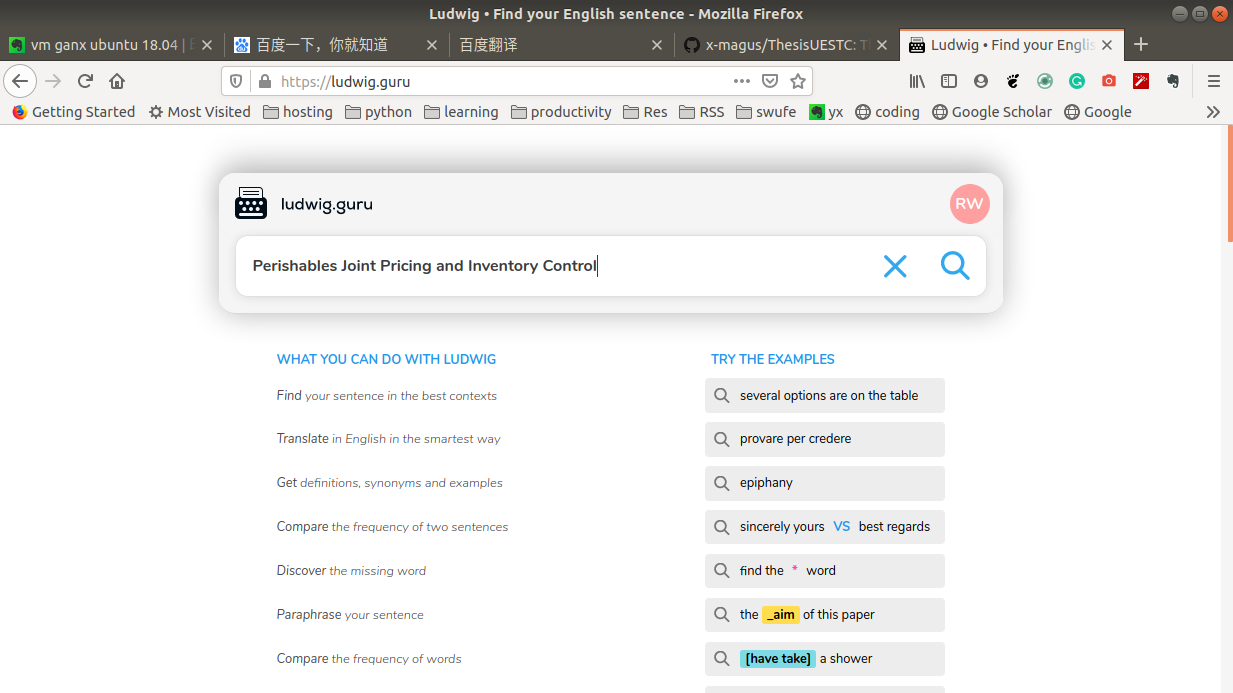 Ludwig • Find your English sentence - Mozilla Firefox
vm ganx ubuntu 18.04 |
百度一下，你就知道
百度翻译
x-magus/ThesisUESTC: T
Ludwig • Find your Englis
https://ludwig.guru
Getting Started Most Visited hosting python learning productivity Res RSS swufe yx coding Google Scholar Google
ludwig.guru
RW
Perishables Joint Pricing and Inventory Control
WHAT YOU CAN DO WITH LUDWIG
Find your sentence in the best contexts
Translate in English in the smartest way
Get definitions, synonyms and examples
Compare the frequency of two sentences
Discover the missing word
Paraphrase your sentence
Compare the frequency of words
TRY THE EXAMPLES
several options are on the table
provare per credere
epiphany
sincerely yours VS best regards
find the * word
the _aim of this paper
[have take] a shower